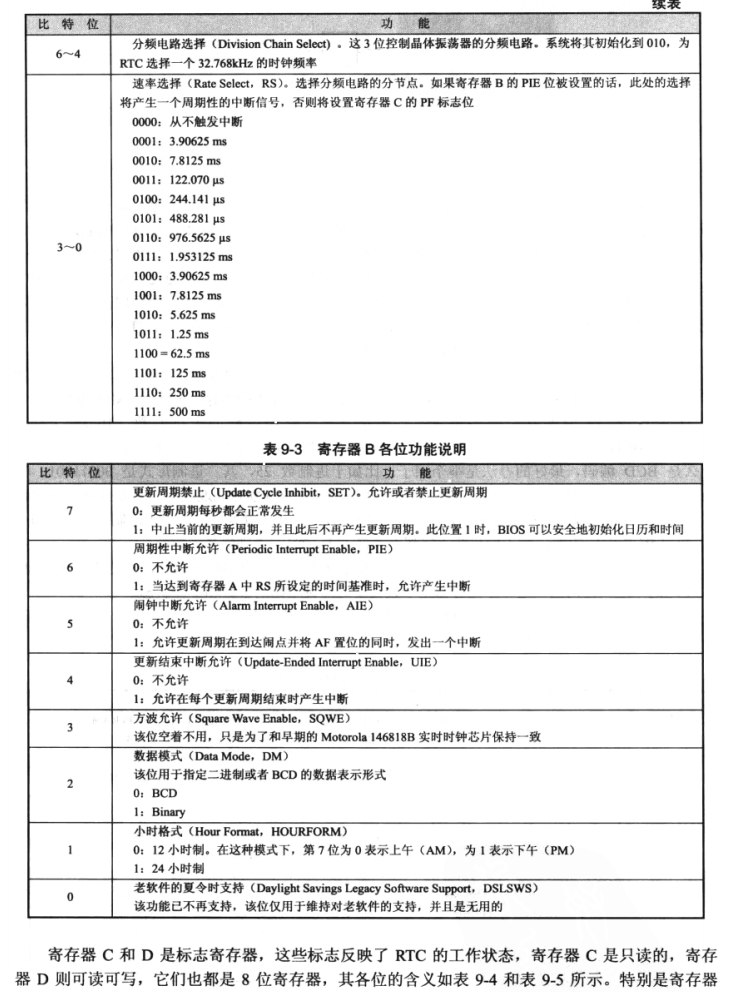 续表
比 特 位 功 能
6～4
分频电路选择（Division Chain Select）。这 3 位控制晶体振荡器的分频电路。系统将其初始化到 010，为
RTC 选择一个 32.768kHz 的时钟频率
3～0
速率选择（Rate Select，RS）。选择分频电路的分节点。如果寄存器 B 的 PIE 位被设置的话，此处的选择
将产生一个周期性的中断信号，否则将设置寄存器 C 的 PF 标志位
0000：从不触发中断
0001：3.90625 ms
0010：7.8125 ms
0011：122.070 μs
0100：244.141 μs
0101：488.281 μs
0110：976.5625 μs
0111：1.953125 ms
1000：3.90625 ms
1001：7.8125 ms
1010：5.625 ms
1011：1.25 ms
1100 = 62.5 ms
1101：125 ms
1110：250 ms
1111：500 ms
表 9-3 寄存器 B 各位功能说明
比 特 位 功 能
7
更新周期禁止（Update Cycle Inhibit，SET）。允许或者禁止更新周期
0：更新周期每秒都会正常发生
1：中止当前的更新周期，并且此后不再产生更新周期。此位置 1 时，BIOS 可以安全地初始化日历和时间
6
周期性中断允许（Periodic Interrupt Enable，PIE）
0：不允许
1：当达到寄存器 A 中 RS 所设定的时间基准时，允许产生中断
5
闹钟中断允许（Alarm Interrupt Enable，AIE）
0：不允许
1：允许更新周期在到达闹点并将 AF 置位的同时，发出一个中断
4
更新结束中断允许（Update-Ended Interrupt Enable，UIE）
0：不允许
1：允许在每个更新周期结束时产生中断
3
方波允许（Square Wave Enable，SQWE）
该位空着不用，只是为了和早期的 Motorola 146818B 实时时钟芯片保持一致
2
数据模式（Data Mode，DM）
该位用于指定二进制或者 BCD 的数据表示形式
0：BCD
1：Binary
1
小时格式（Hour Format，HOURFORM）
0：12 小时制。在这种模式下，第 7 位为 0 表示上午（AM），为 1 表示下午（PM）
1：24 小时制
0
老软件的夏令时支持（Daylight Savings Legacy Software Support，DSLSWS）
该功能已不再支持，该位仅用于维持对老软件的支持，并且是无用的
寄存器 C 和 D 是标志寄存器，这些标志反映了 RTC 的工作状态，寄存器 C 是只读的，寄存
器 D 则可读可写，它们也都是 8 位寄存器，其各位的含义如表 9-4 和表 9-5 所示。特别是寄存器